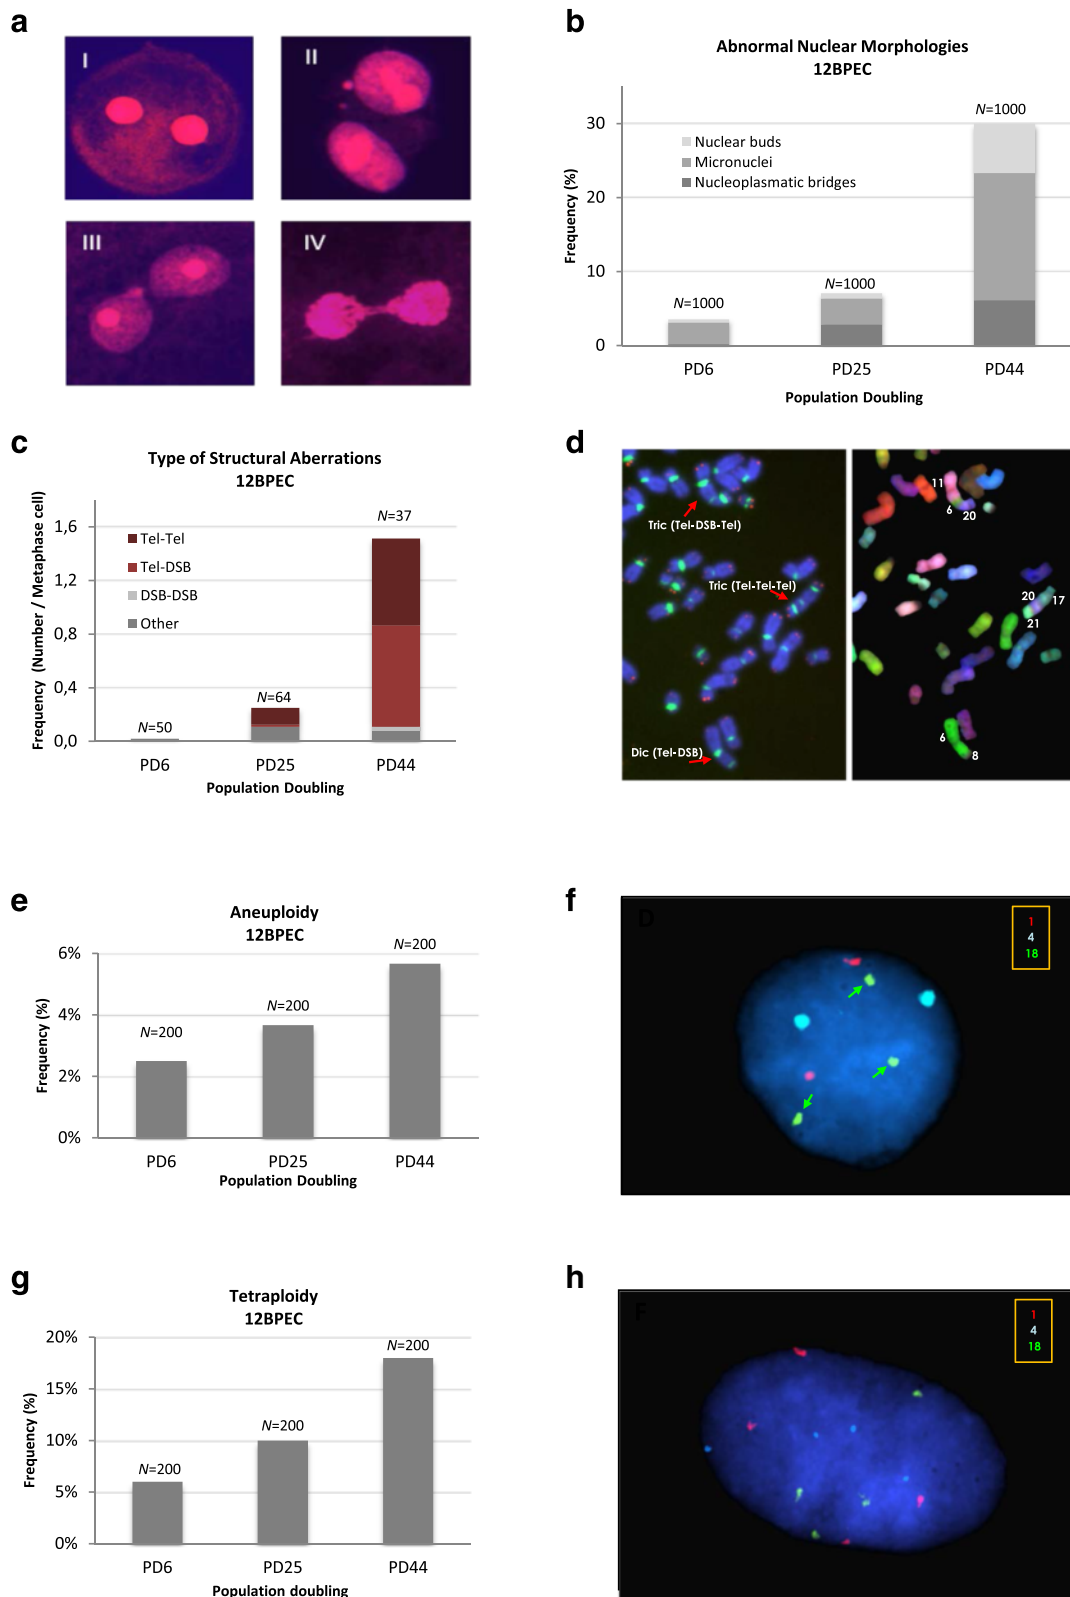 a
I
II
III
IV
b
Abnormal Nuclear Morphologies
12BPEC
N=1000
N=1000
N=1000
Nuclear buds
Micronuclei
Nucleoplasmatic bridges
Frequency (%)
30
20
10
0
PD6
PD25
PD44
Population Doubling
c
Type of Structural Aberrations
12BPEC
N=37
N=64
N=50
Tel-Tel
Tel-DSB
DSB-DSB
Other
Frequency (Number / Metaphase cell)
1,6
1,2
0,8
0,4
0,0
PD6
PD25
PD44
Population Doubling
d
Tric (Tel-DSB-Tel)
Tric (Tel-Tel-Tel)
Dic (Tel-DSB)
11
6
20
20
17
21
6
8
e
Aneuploidy
12BPEC
N=200
N=200
N=200
Frequency (%)
6%
4%
2%
0%
PD6
PD25
PD44
Population Doubling
f
D
1
4
18
g
Tetraploidy
12BPEC
N=200
N=200
N=200
Frequency (%)
20%
15%
10%
5%
0%
PD6
PD25
PD44
Population doubling
h
F
1
4
18